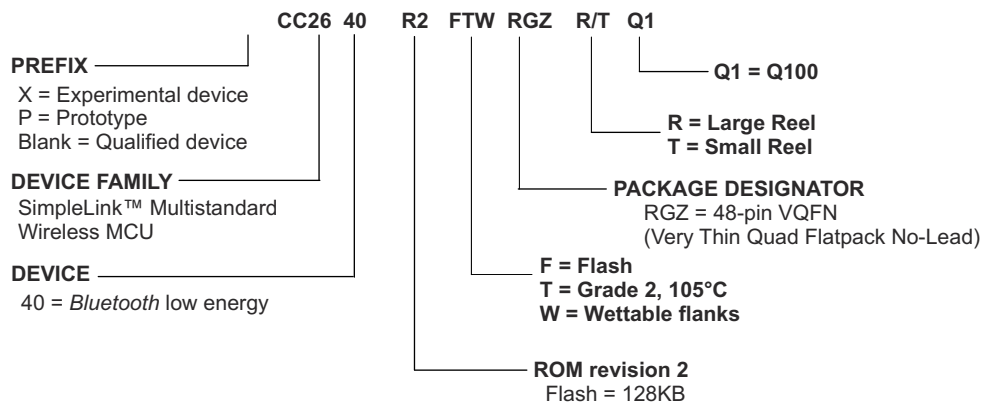 CC26 40 R2 FTW RGZ R/T Q1
PREFIX
X = Experimental device
P = Prototype
Blank = Qualified device
DEVICE FAMILY
SimpleLink™ Multistandard
Wireless MCU
DEVICE
40 = Bluetooth low energy
Q1 = Q100
R = Large Reel
T = Small Reel
PACKAGE DESIGNATOR
RGZ = 48-pin VQFN
(Very Thin Quad Flatpack No-Lead)
F = Flash
T = Grade 2, 105°C
W = Wettable flanks
ROM revision 2
Flash = 128KB